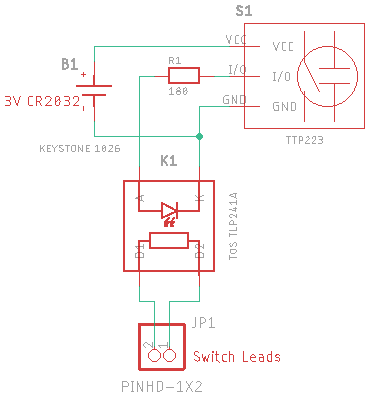 S1
VCC
VCC
B1
+
R1
I/O
I/O
3V CR2032
180
GND
GND
KEYSTONE 1026
TTP223
K1
A
K
TOS TLP241A
D1
D2
JP1
2
1
Switch Leads
PINHD-1X2